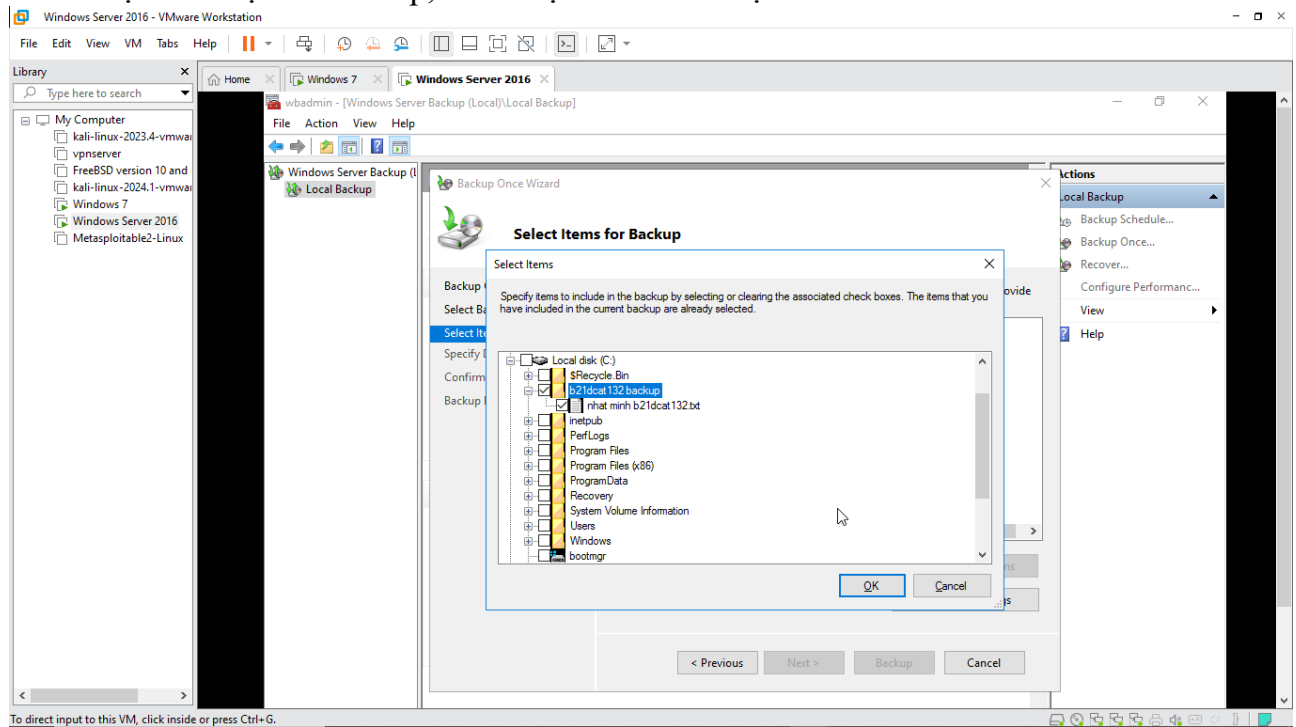 Windows Server 2016 - VMware Workstation
File Edit View VM Tabs Help
Library
Type here to search
Home
Windows 7
Windows Server 2016
My Computer
kali-linux-2023.4-vmwar
vpnserver
FreeBSD version 10 and
kali-linux-2024.1-vmwar
Windows 7
Windows Server 2016
Metasploitable2-Linux
wbadmin - [Windows Server Backup (Local)\Local Backup]
File Action View Help
Windows Server Backup (L
Local Backup
Backup Once Wizard
Select Items for Backup
Backup
Select Ba
Select Ite
Specify
Confirm
Backup
ovide
Select Items
Specify items to include in the backup by selecting or clearing the associated check boxes. The items that you
have included in the current backup are already selected.
Local disk (C:)
$Recycle.Bin
b21dcat132 backup
nhat minh b21dcat132.txt
inetpub
PerfLogs
Program Files
Program Files (x86)
ProgramData
Recovery
System Volume Information
Users
Windows
bootmgr
OK Cancel
< Previous Next > Backup Cancel
Actions
Local Backup
Backup Schedule...
Backup Once...
Recover...
Configure Performanc...
View
Help
To direct input to this VM, click inside or press Ctrl+G.